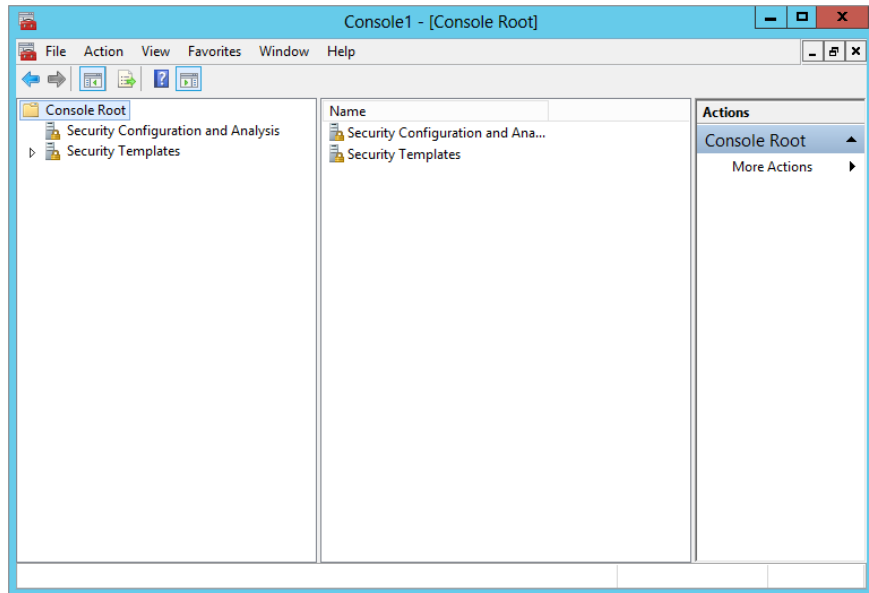 Console1 - [Console Root]
File Action View Favorites Window Help
Console Root
Security Configuration and Analysis
Security Templates
Name
Security Configuration and Ana...
Security Templates
Actions
Console Root
More Actions